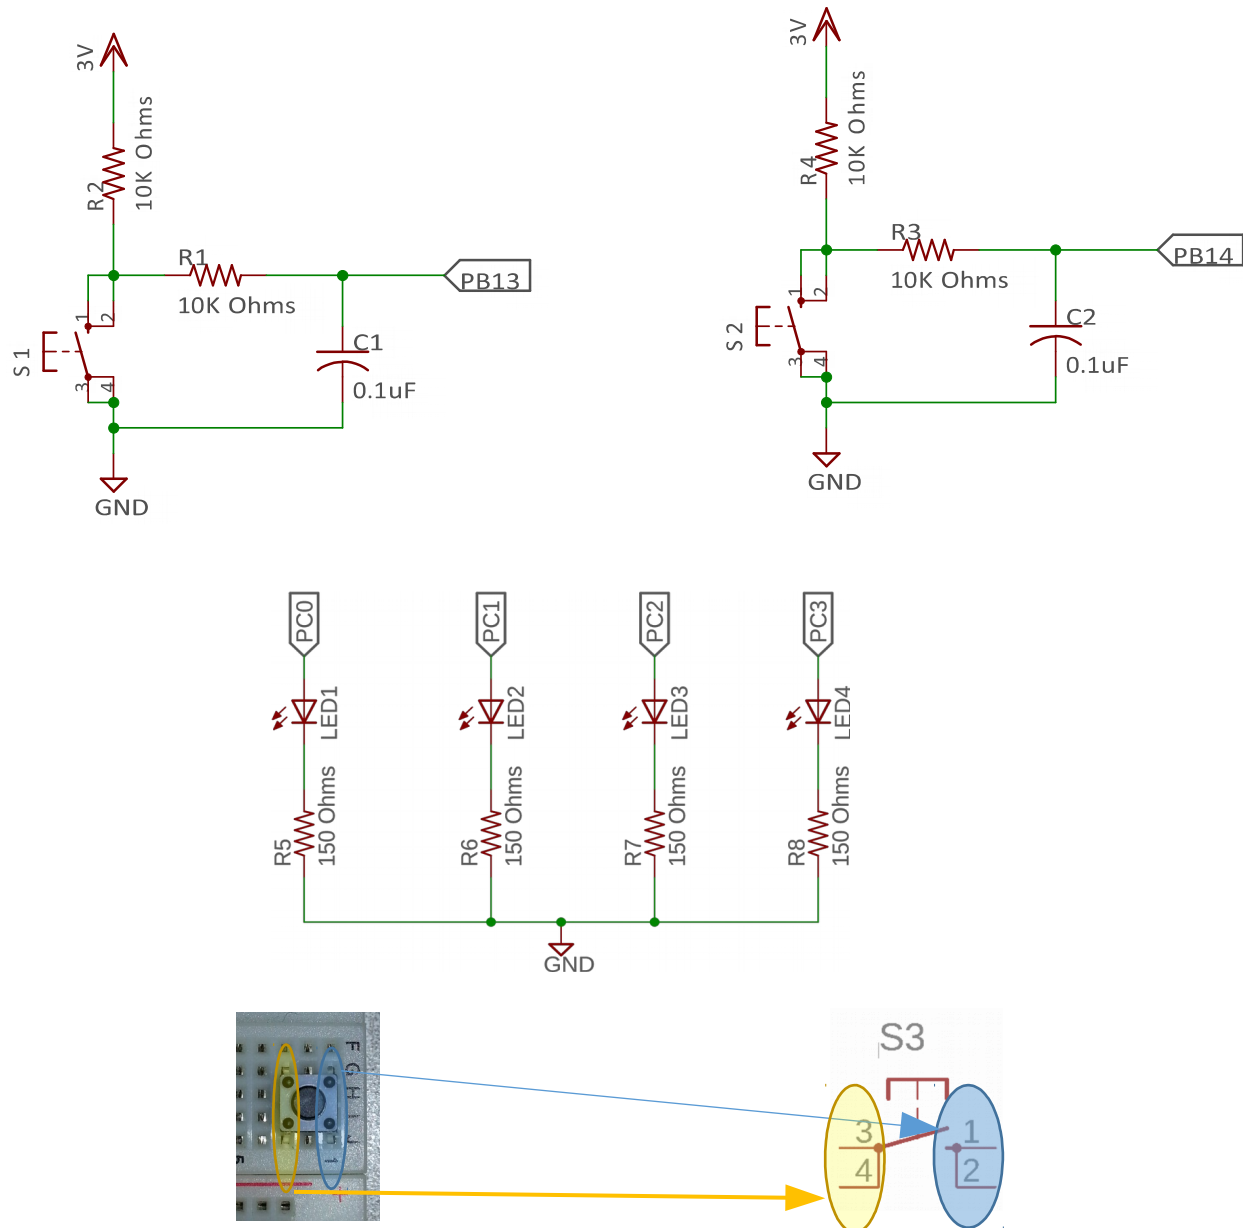 3V
R2
10K Ohms
R1
10K Ohms
PB13
S1
1
2
3
4
C1
0.1uF
GND
3V
R4
10K Ohms
R3
10K Ohms
PB14
S2
1
2
3
4
C2
0.1uF
GND
PC0
PC1
PC2
PC3
LED1
LED2
LED3
LED4
R5
150 Ohms
R6
150 Ohms
R7
150 Ohms
R8
150 Ohms
GND
F
G
H
I
J
1
+
S3
3
4
1
2